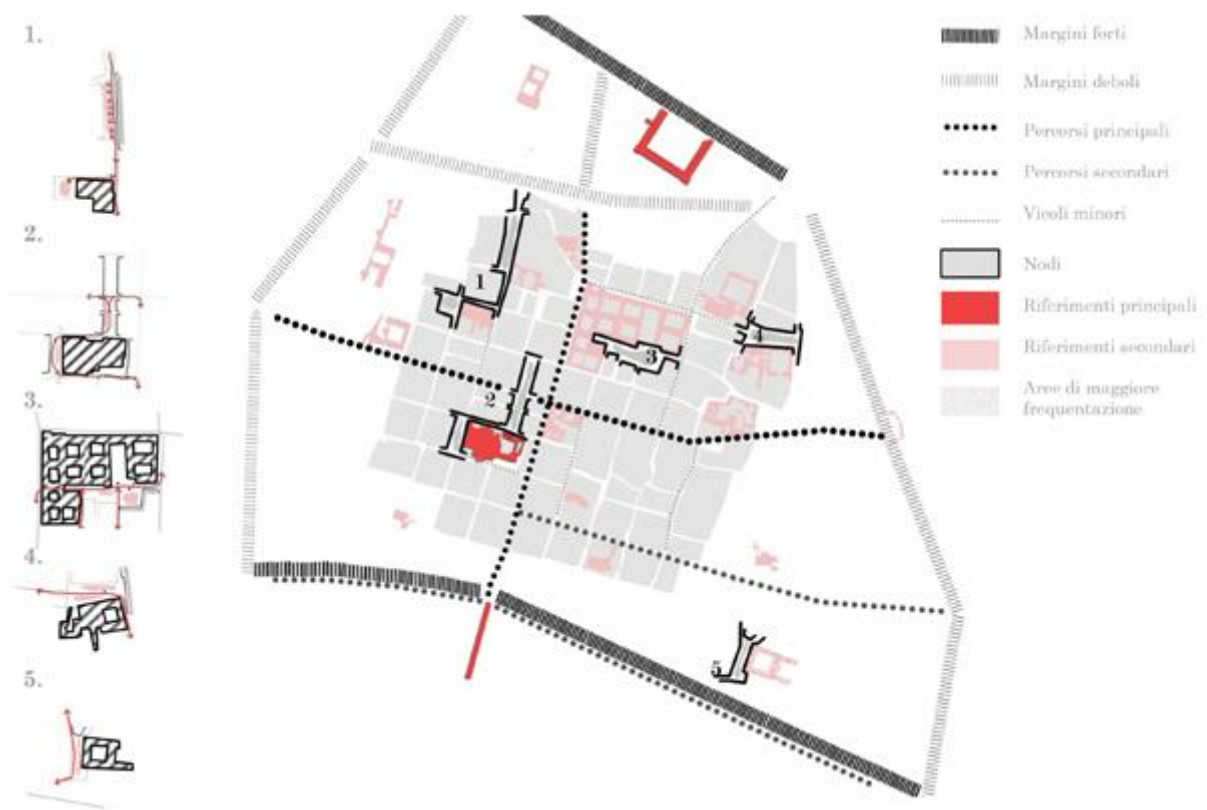 1.
2.
3.
4.
5.
1
2
3
4
5
Margini forti
Margini deboli
Percorsi principali
Percorsi secondari
Vicoli minori
Nodi
Riferimenti principali
Riferimenti secondari
Aree di maggiore
frequentazione